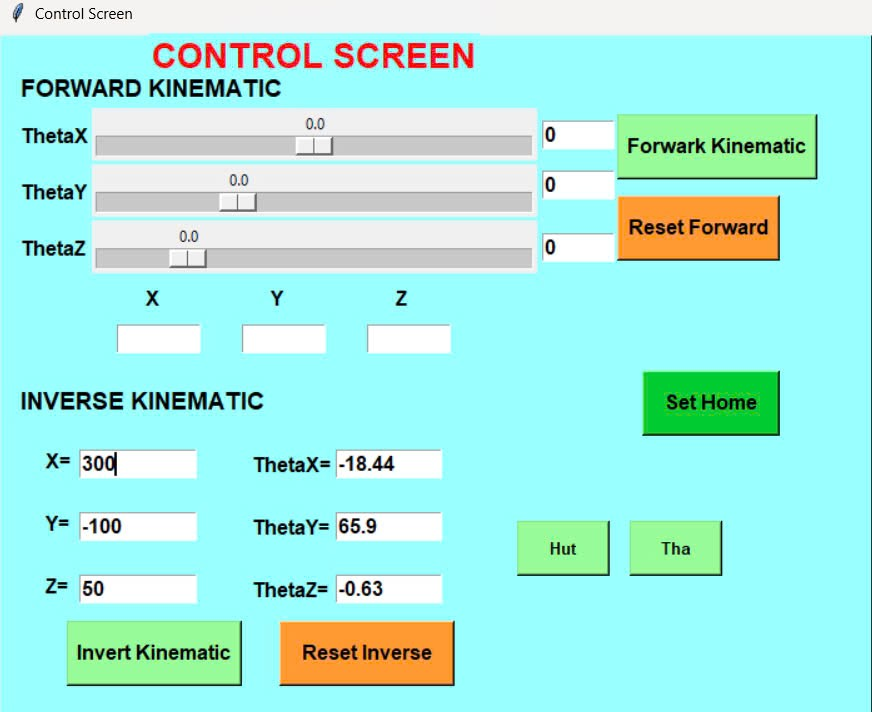 Control Screen
CONTROL SCREEN
FORWARD KINEMATIC
ThetaX 0.0 0 Forwark Kinematic
ThetaY 0.0 0
Reset Forward
ThetaZ 0.0 0
X Y Z
Set Home
INVERSE KINEMATIC
X= 300 ThetaX= -18.44
Y= -100 ThetaY= 65.9
Hut Tha
Z= 50 ThetaZ= -0.63
Invert Kinematic Reset Inverse